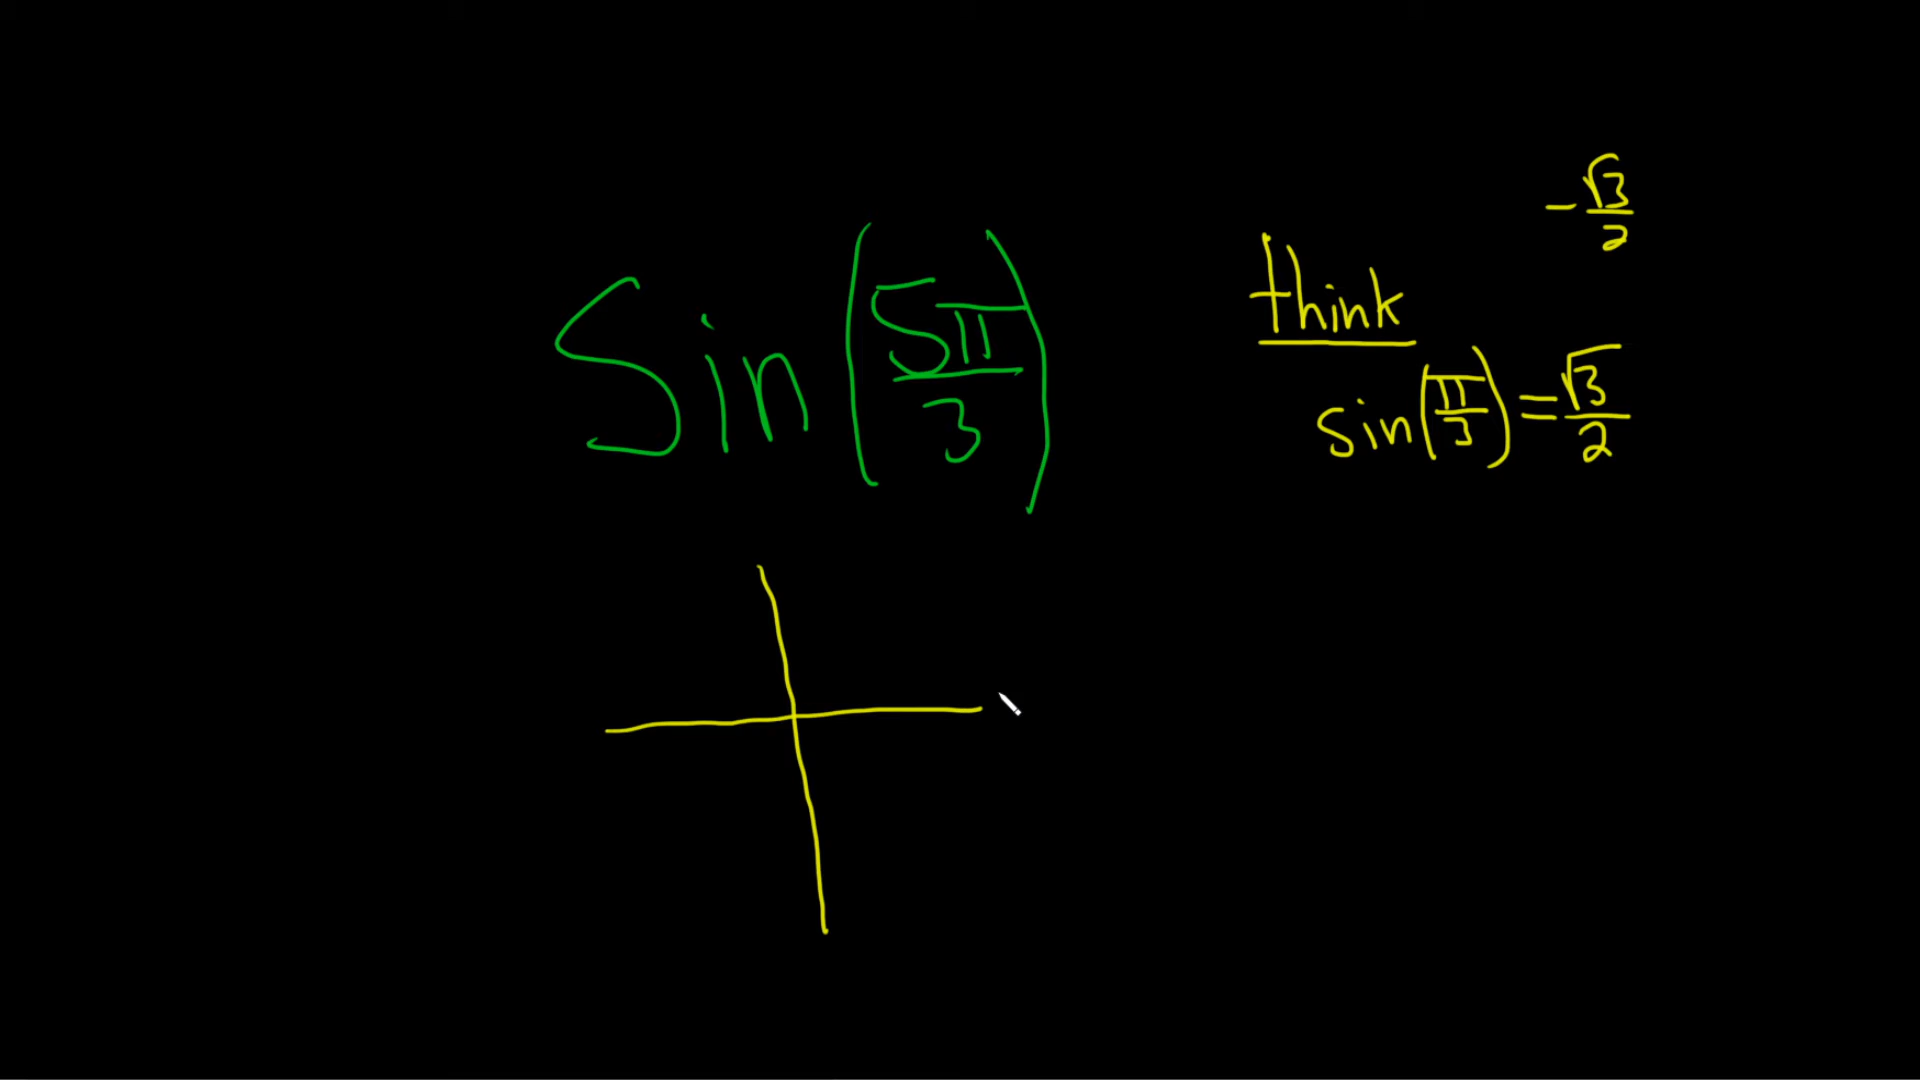 Sin(5π/3)
-√3/2
think
sin(π/3) = √3/2